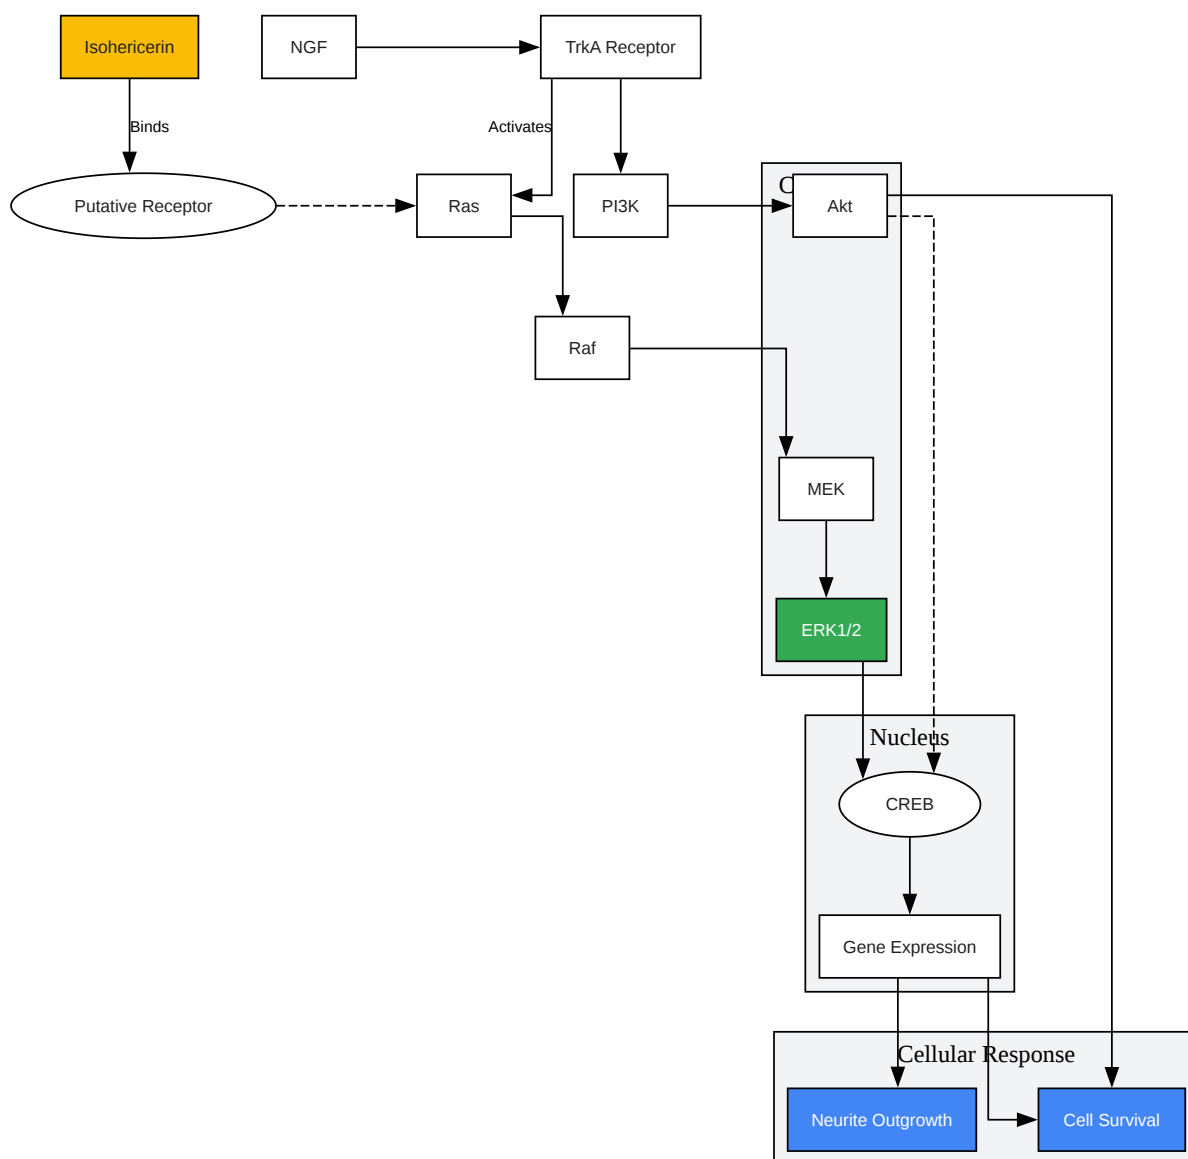 Isohericerin
NGF
TrkA Receptor
Binds
Activates
Putative Receptor
Ras
PI3K
Akt
Raf
MEK
ERK1/2
Nucleus
CREB
Gene Expression
Cellular Response
Neurite Outgrowth
Cell Survival